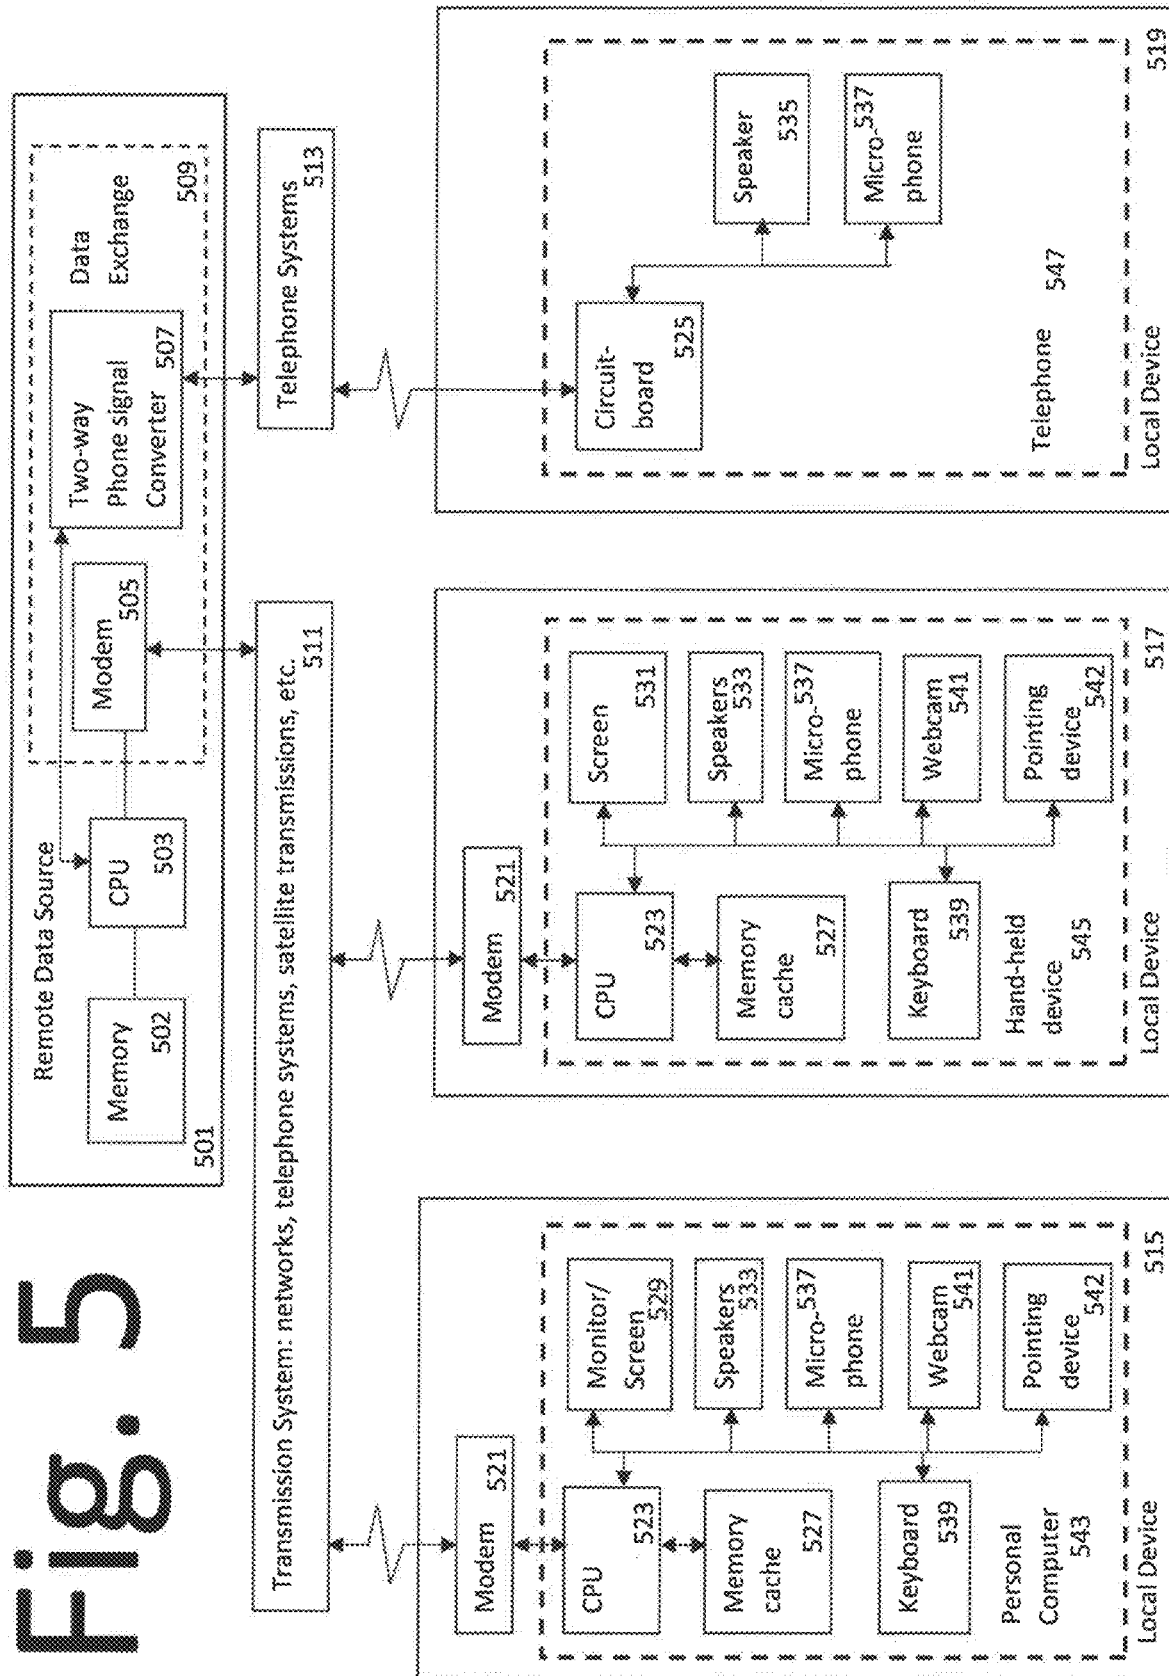 Fig. 5
Remote Data Source
501
Memory
502
CPU
503
Modem
505
Two-way
Phone signal
Converter
507
Data
Exchange
509
Transmission System: networks, telephone systems, satellite transmissions, etc.
511
Telephone Systems
513
Modem
521
CPU
523
Memory
cache
527
Keyboard
539
Personal
Computer
543
Monitor/
Screen
529
Speakers
533
Micro-537
phone
Webcam
541
Pointing
device
542
Local Device
515
Modem
521
CPU
523
Memory
cache
527
Keyboard
539
Hand-held
device
545
Screen
531
Speakers
533
Micro-537
phone
Webcam
541
Pointing
device
542
Local Device
517
Circuit-
board
525
Speaker
535
Micro-537
phone
Telephone
547
Local Device
519